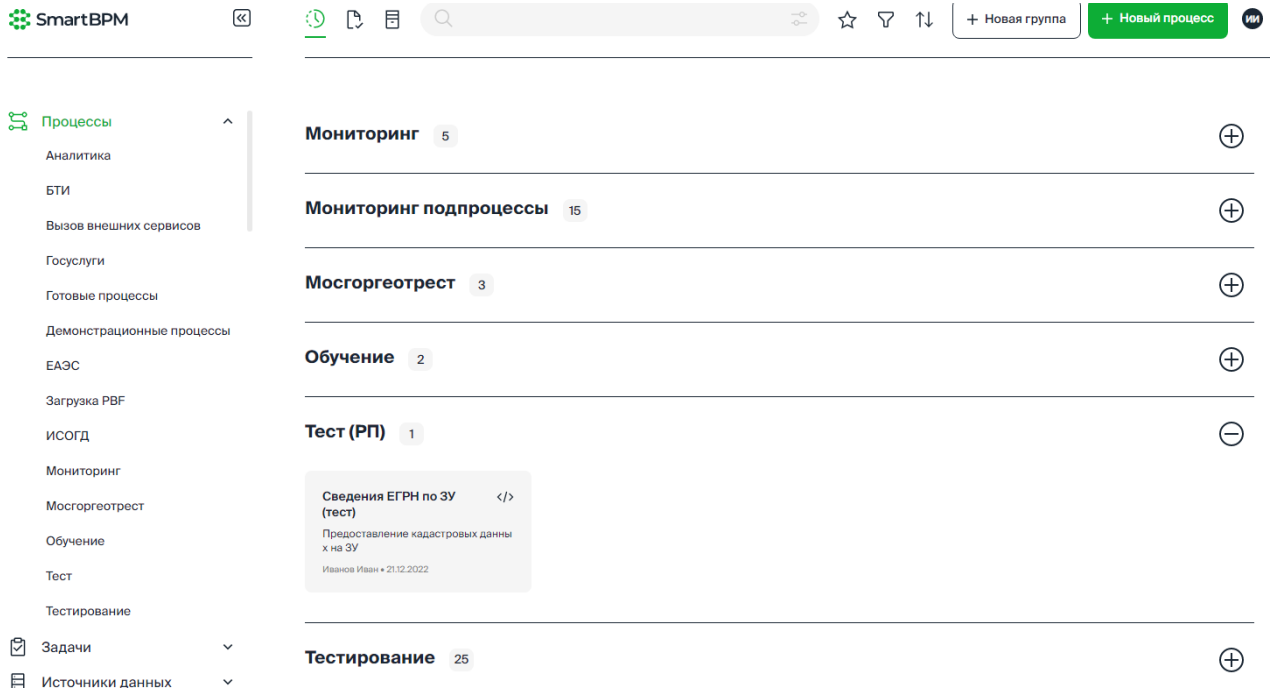 SmartBPM
+ Новая группа
+ Новый процесс
ИИ
Процессы
Аналитика
БТИ
Вызов внешних сервисов
Госуслуги
Готовые процессы
Демонстрационные процессы
ЕАЭС
Загрузка PBF
ИСОГД
Мониторинг
Мосгоргеотрест
Обучение
Тест
Тестирование
Задачи
Источники данных
Мониторинг 5
Мониторинг подпроцессы 15
Мосгоргеотрест 3
Обучение 2
Тест (РП) 1
Сведения ЕГРН по ЗУ </>
(тест)
Предоставление кадастровых данны
х на ЗУ
Иванов Иван • 21.12.2022
Тестирование 25